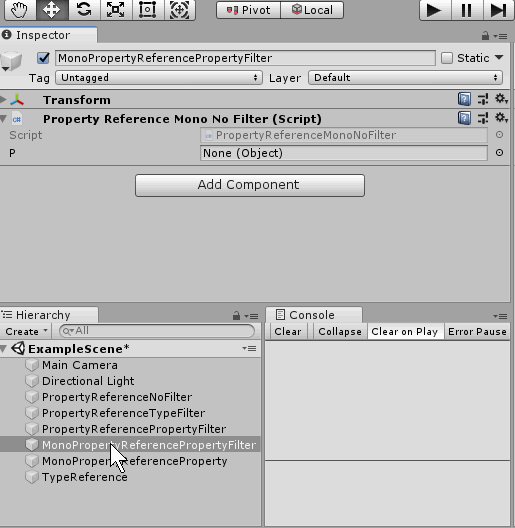 Pivot Local
Inspector
MonoPropertyReferencePropertyFilter Static
Tag Untagged Layer Default
Transform
Property Reference Mono No Filter (Script)
Script PropertyReferenceMonoNoFilter
P None (Object)
Add Component
Hierarchy
Create All
ExampleScene*
Main Camera
Directional Light
PropertyReferenceNoFilter
PropertyReferenceTypeFilter
PropertyReferencePropertyFilter
MonoPropertyReferencePropertyFilter
MonoPropertyReferenceProperty
TypeReference
Console
Clear Collapse Clear on Play Error Pause